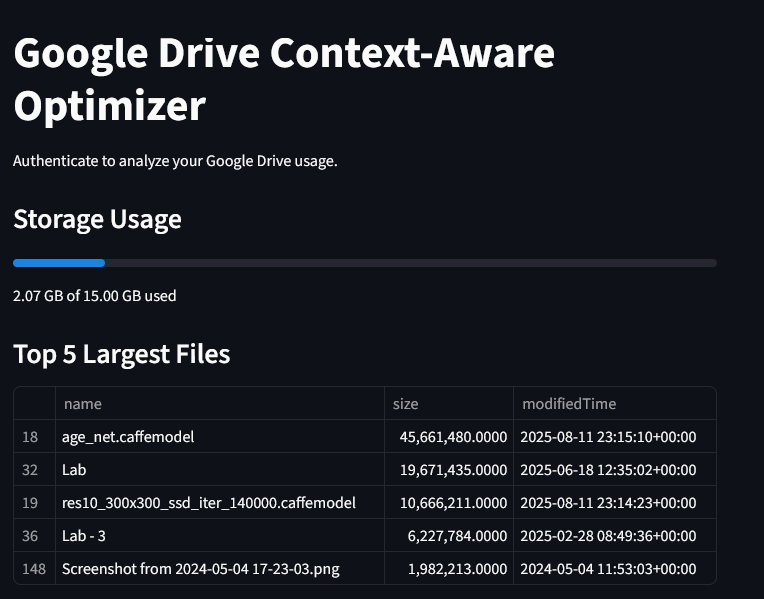 Google Drive Context-Aware
Optimizer
Authenticate to analyze your Google Drive usage.
Storage Usage
2.07 GB of 15.00 GB used
Top 5 Largest Files
name size modifiedTime
18 age_net.caffemodel 45,661,480.0000 2025-08-11 23:15:10+00:00
32 Lab 19,671,435.0000 2025-06-18 12:35:02+00:00
19 res10_300x300_ssd_iter_140000.caffemodel 10,666,211.0000 2025-08-11 23:14:23+00:00
36 Lab - 3 6,227,784.0000 2025-02-28 08:49:36+00:00
148 Screenshot from 2024-05-04 17-23-03.png 1,982,213.0000 2024-05-04 11:53:03+00:00